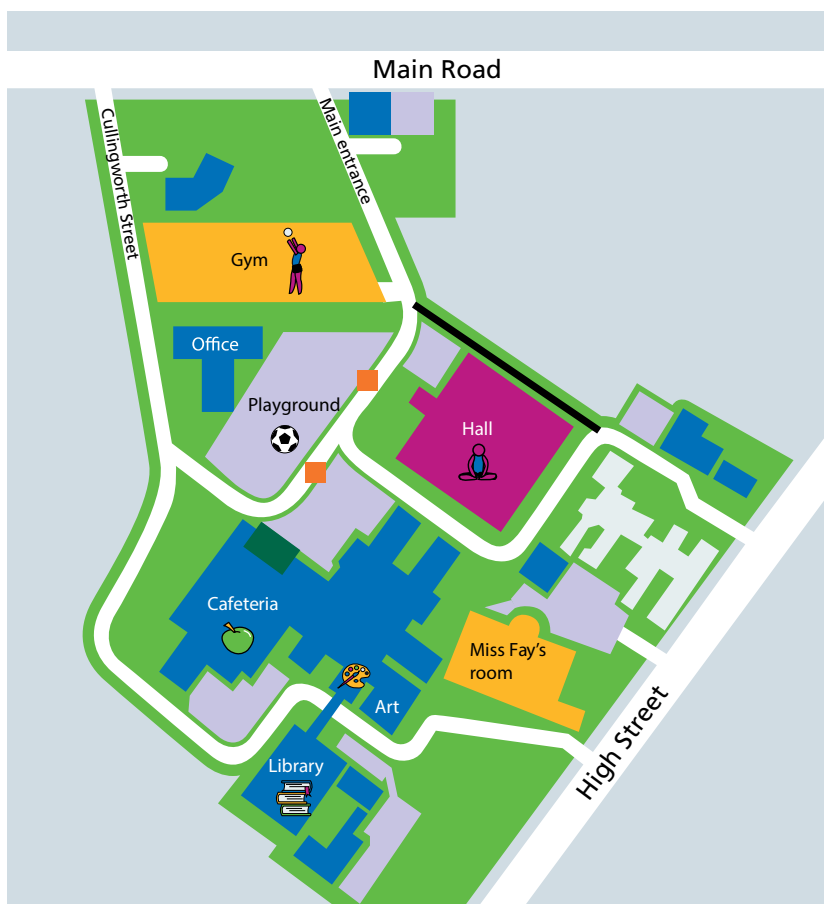 Main Road
Cullingworth Street
Main entrance
Gym
Office
Playground
Hall
Cafeteria
Miss Fay's
room
Art
Library
High Street